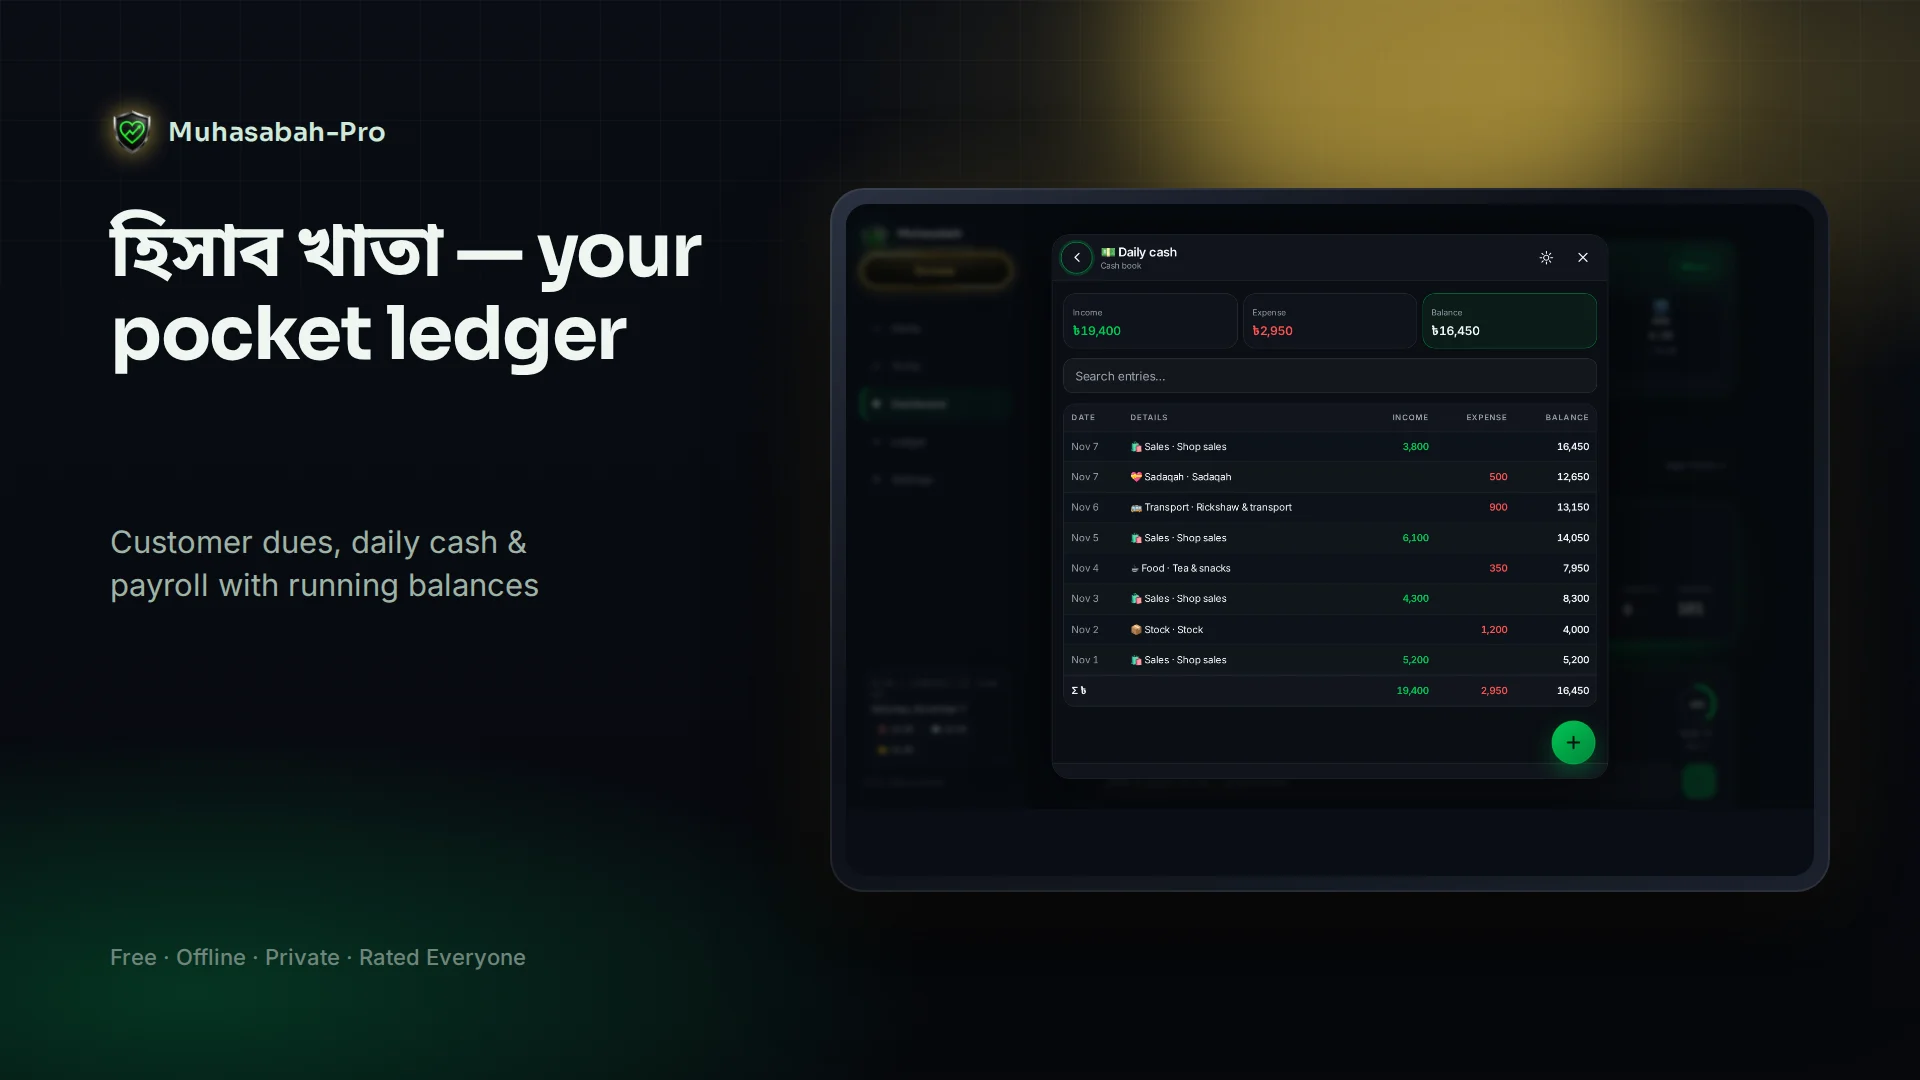 Muhasabah-Pro
হিসাব খাতা — your
pocket ledger
Customer dues, daily cash &
payroll with running balances
Free · Offline · Private · Rated Everyone
Daily cash
Cash book
Income
৳19,400
Expense
৳2,950
Balance
৳16,450
Search entries...
DATE DETAILS INCOME EXPENSE BALANCE
Nov 7 Sales · Shop sales 3,800 16,450
Nov 7 Sadaqah · Sadaqah 500 12,650
Nov 6 Transport · Rickshaw & transport 900 13,150
Nov 5 Sales · Shop sales 6,100 14,050
Nov 4 Food · Tea & snacks 350 7,950
Nov 3 Sales · Shop sales 4,300 8,300
Nov 2 Stock · Stock 1,200 4,000
Nov 1 Sales · Shop sales 5,200 5,200
Σ ৳ 19,400 2,950 16,450